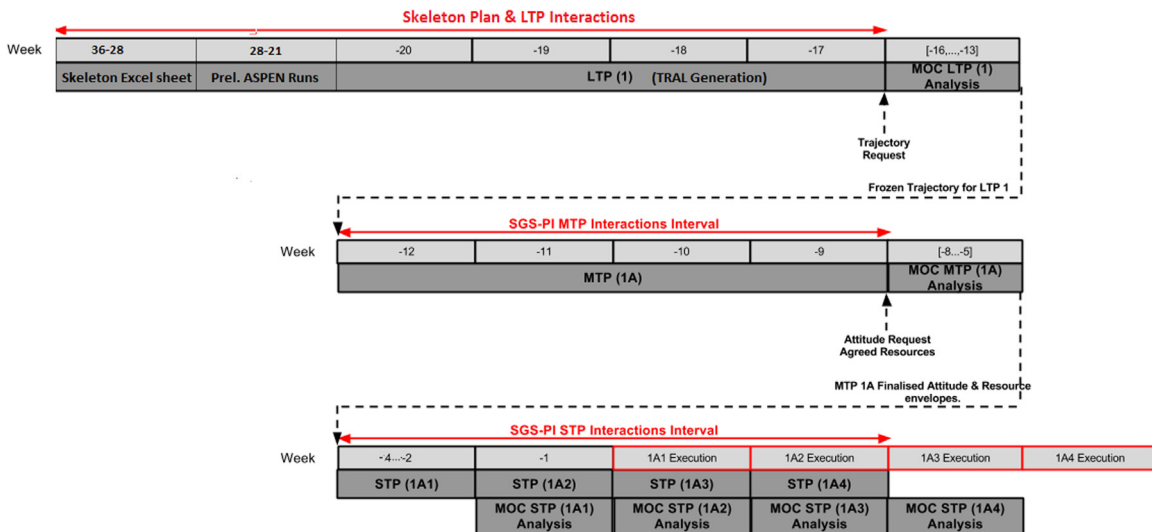 Skeleton Plan & LTP Interactions
Week 36-28 28-21 -20 -19 -18 -17 [-16,...,-13]
Skeleton Excel sheet Prel. ASPEN Runs LTP (1) (TRAL Generation) MOC LTP (1)
Analysis
Trajectory
Request
Frozen Trajectory for LTP 1
SGS-PI MTP Interactions Interval
Week -12 -11 -10 -9 [-8...-5]
MTP (1A) MOC MTP (1A)
Analysis
Attitude Request
Agreed Resources
MTP 1A Finalised Attitude & Resource
envelopes.
SGS-PI STP Interactions Interval
Week -4...-2 -1 1A1 Execution 1A2 Execution 1A3 Execution 1A4 Execution
STP (1A1) STP (1A2) STP (1A3) STP (1A4)
MOC STP (1A1) MOC STP (1A2) MOC STP (1A3) MOC STP (1A4)
Analysis Analysis Analysis Analysis